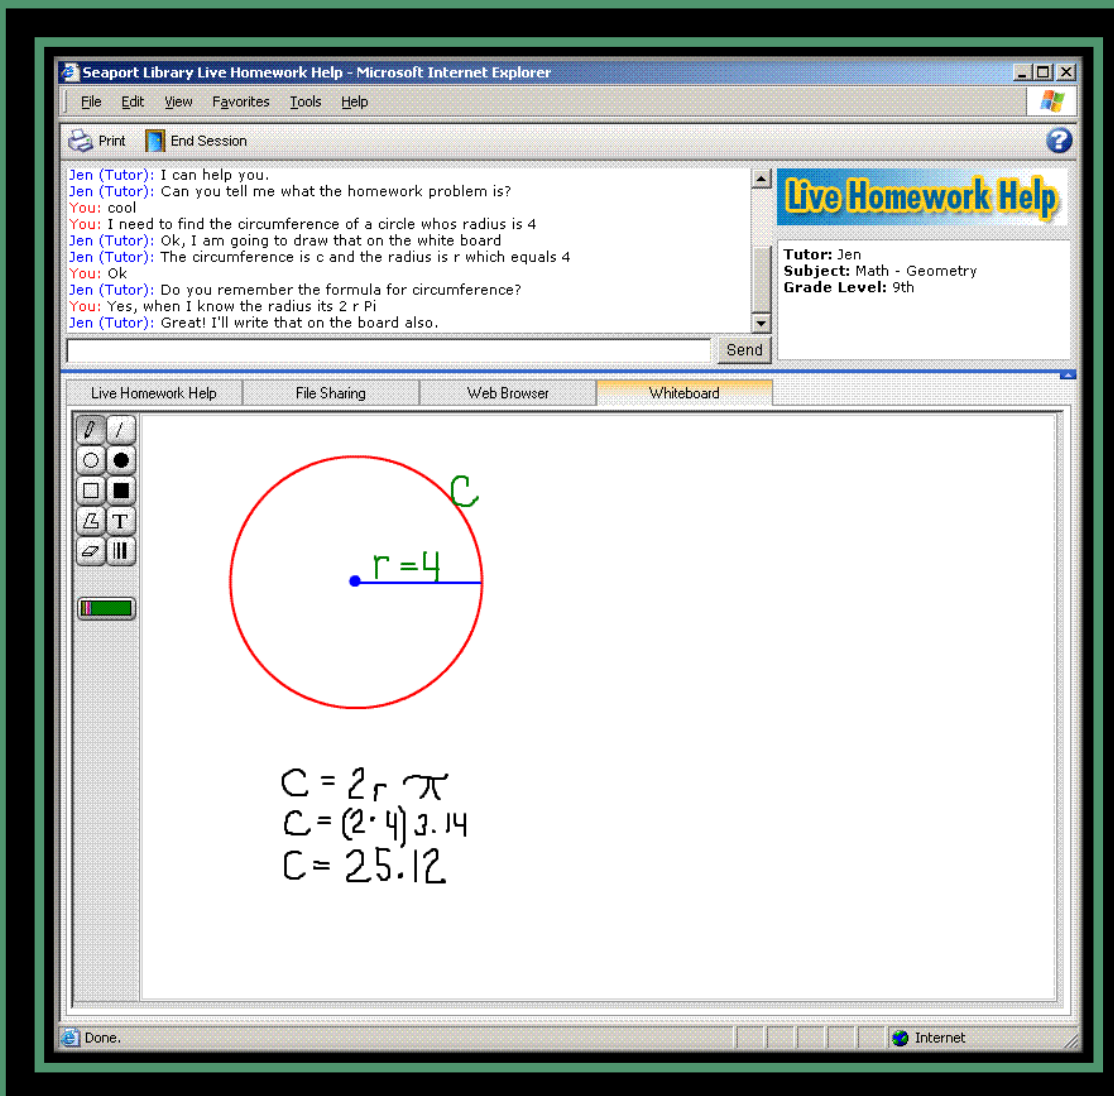 Seaport Library Live Homework Help - Microsoft Internet Explorer
File Edit View Favorites Tools Help
Print End Session
Jen (Tutor): I can help you.
Jen (Tutor): Can you tell me what the homework problem is?
You: cool
You: I need to find the circumference of a circle whos radius is 4
Jen (Tutor): Ok, I am going to draw that on the white board
Jen (Tutor): The circumference is c and the radius is r which equals 4
You: Ok
Jen (Tutor): Do you remember the formula for circumference?
You: Yes, when I know the radius its 2 r Pi
Jen (Tutor): Great! I'll write that on the board also.
Send
Live Homework Help
Tutor: Jen
Subject: Math - Geometry
Grade Level: 9th
Live Homework Help File Sharing Web Browser Whiteboard
T
C
r = 4
C = 2 r π
C = (2 · 4) 3.14
C = 25.12
Done. Internet